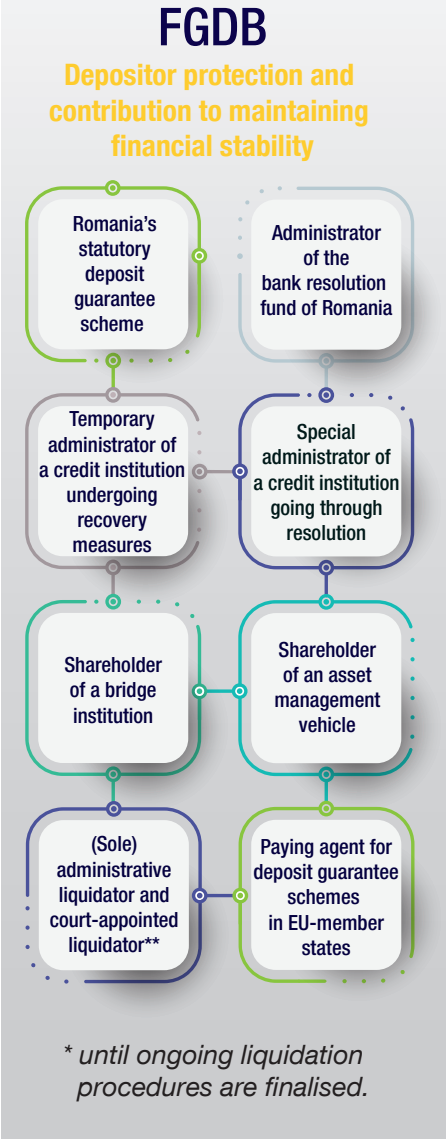 FGDB
Depositor protection and
contribution to maintaining
financial stability
Romania's
statutory
deposit
guarantee
scheme
Administrator
of the
bank resolution
fund of Romania
Temporary
administrator of
a credit institution
undergoing
recovery
measures
Special
administrator of
a credit institution
going through
resolution
Shareholder
of a bridge
institution
Shareholder
of an asset
management
vehicle
(Sole)
administrative
liquidator and
court-appointed
liquidator**
Paying agent for
deposit guarantee
schemes
in EU-member
states
* until ongoing liquidation
procedures are finalised.